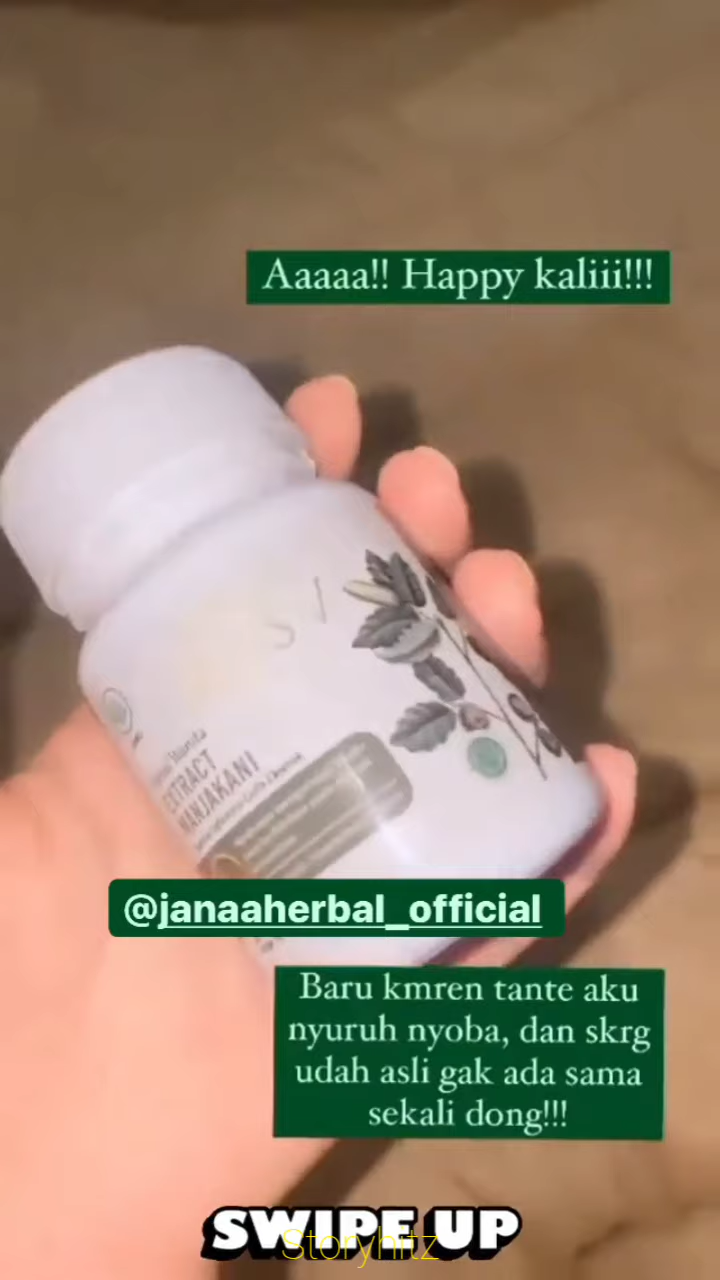 Aaaaa!! Happy kaliii!!!
EXTRACT
MANJAKANI
@janaaherbal_official
Baru kmren tante aku
nyuruh nyoba, dan skrg
udah asli gak ada sama
sekali dong!!!
SWIPE UP
Storyhitz